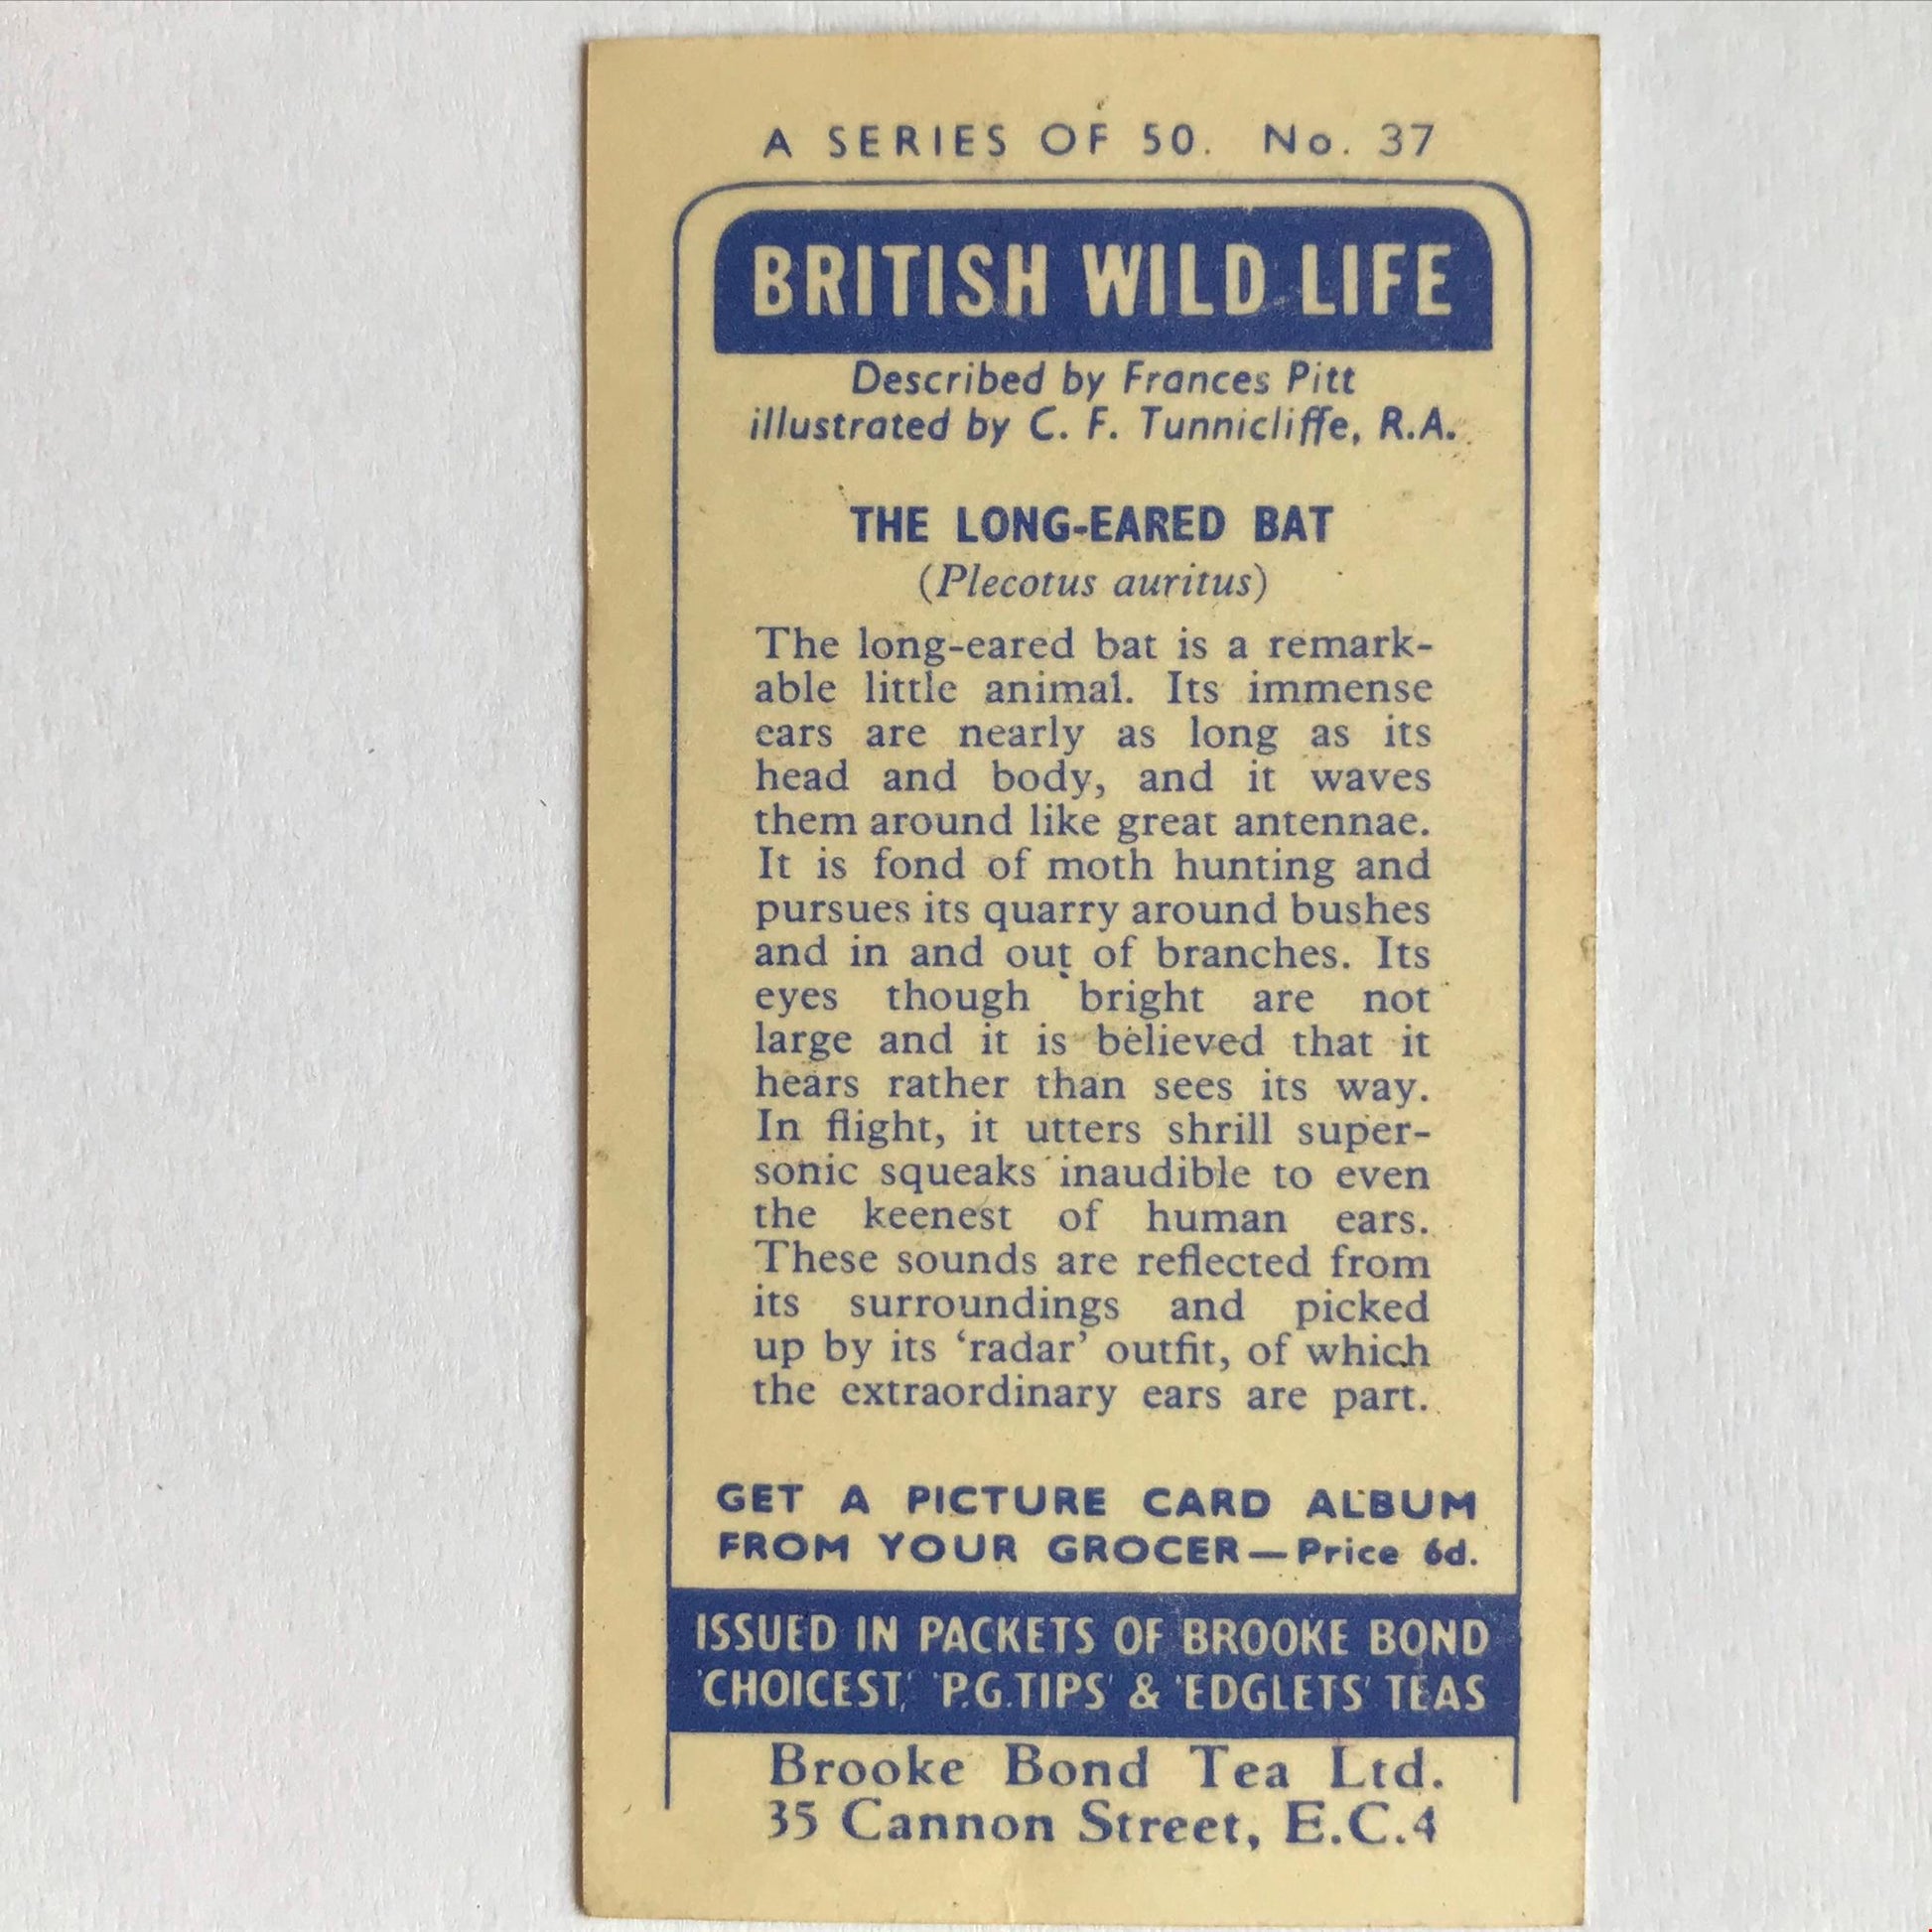 A SERIES OF 50. No. 37
BRITISH WILD LIFE
Described by Frances Pitt
illustrated by C. F. Tunnicliffe, R.A.
THE LONG-EARED BAT
(Plecotus auritus)
The long-eared bat is a remark-
able little animal. Its immense
ears are nearly as long as its
head and body, and it waves
them around like great antennae.
It is fond of moth hunting and
pursues its quarry around bushes
and in and out of branches. Its
eyes though bright are not
large and it is believed that it
hears rather than sees its way.
In flight, it utters shrill super-
sonic squeaks inaudible to even
the keenest of human ears.
These sounds are reflected from
its surroundings and picked
up by its ‘radar’ outfit, of which
the extraordinary ears are part.
GET A PICTURE CARD ALBUM
FROM YOUR GROCER—Price 6d.
ISSUED IN PACKETS OF BROOKE BOND
'CHOICEST,' 'P.G.TIPS' & 'EDGLETS' TEAS
Brooke Bond Tea Ltd.
35 Cannon Street, E.C.4